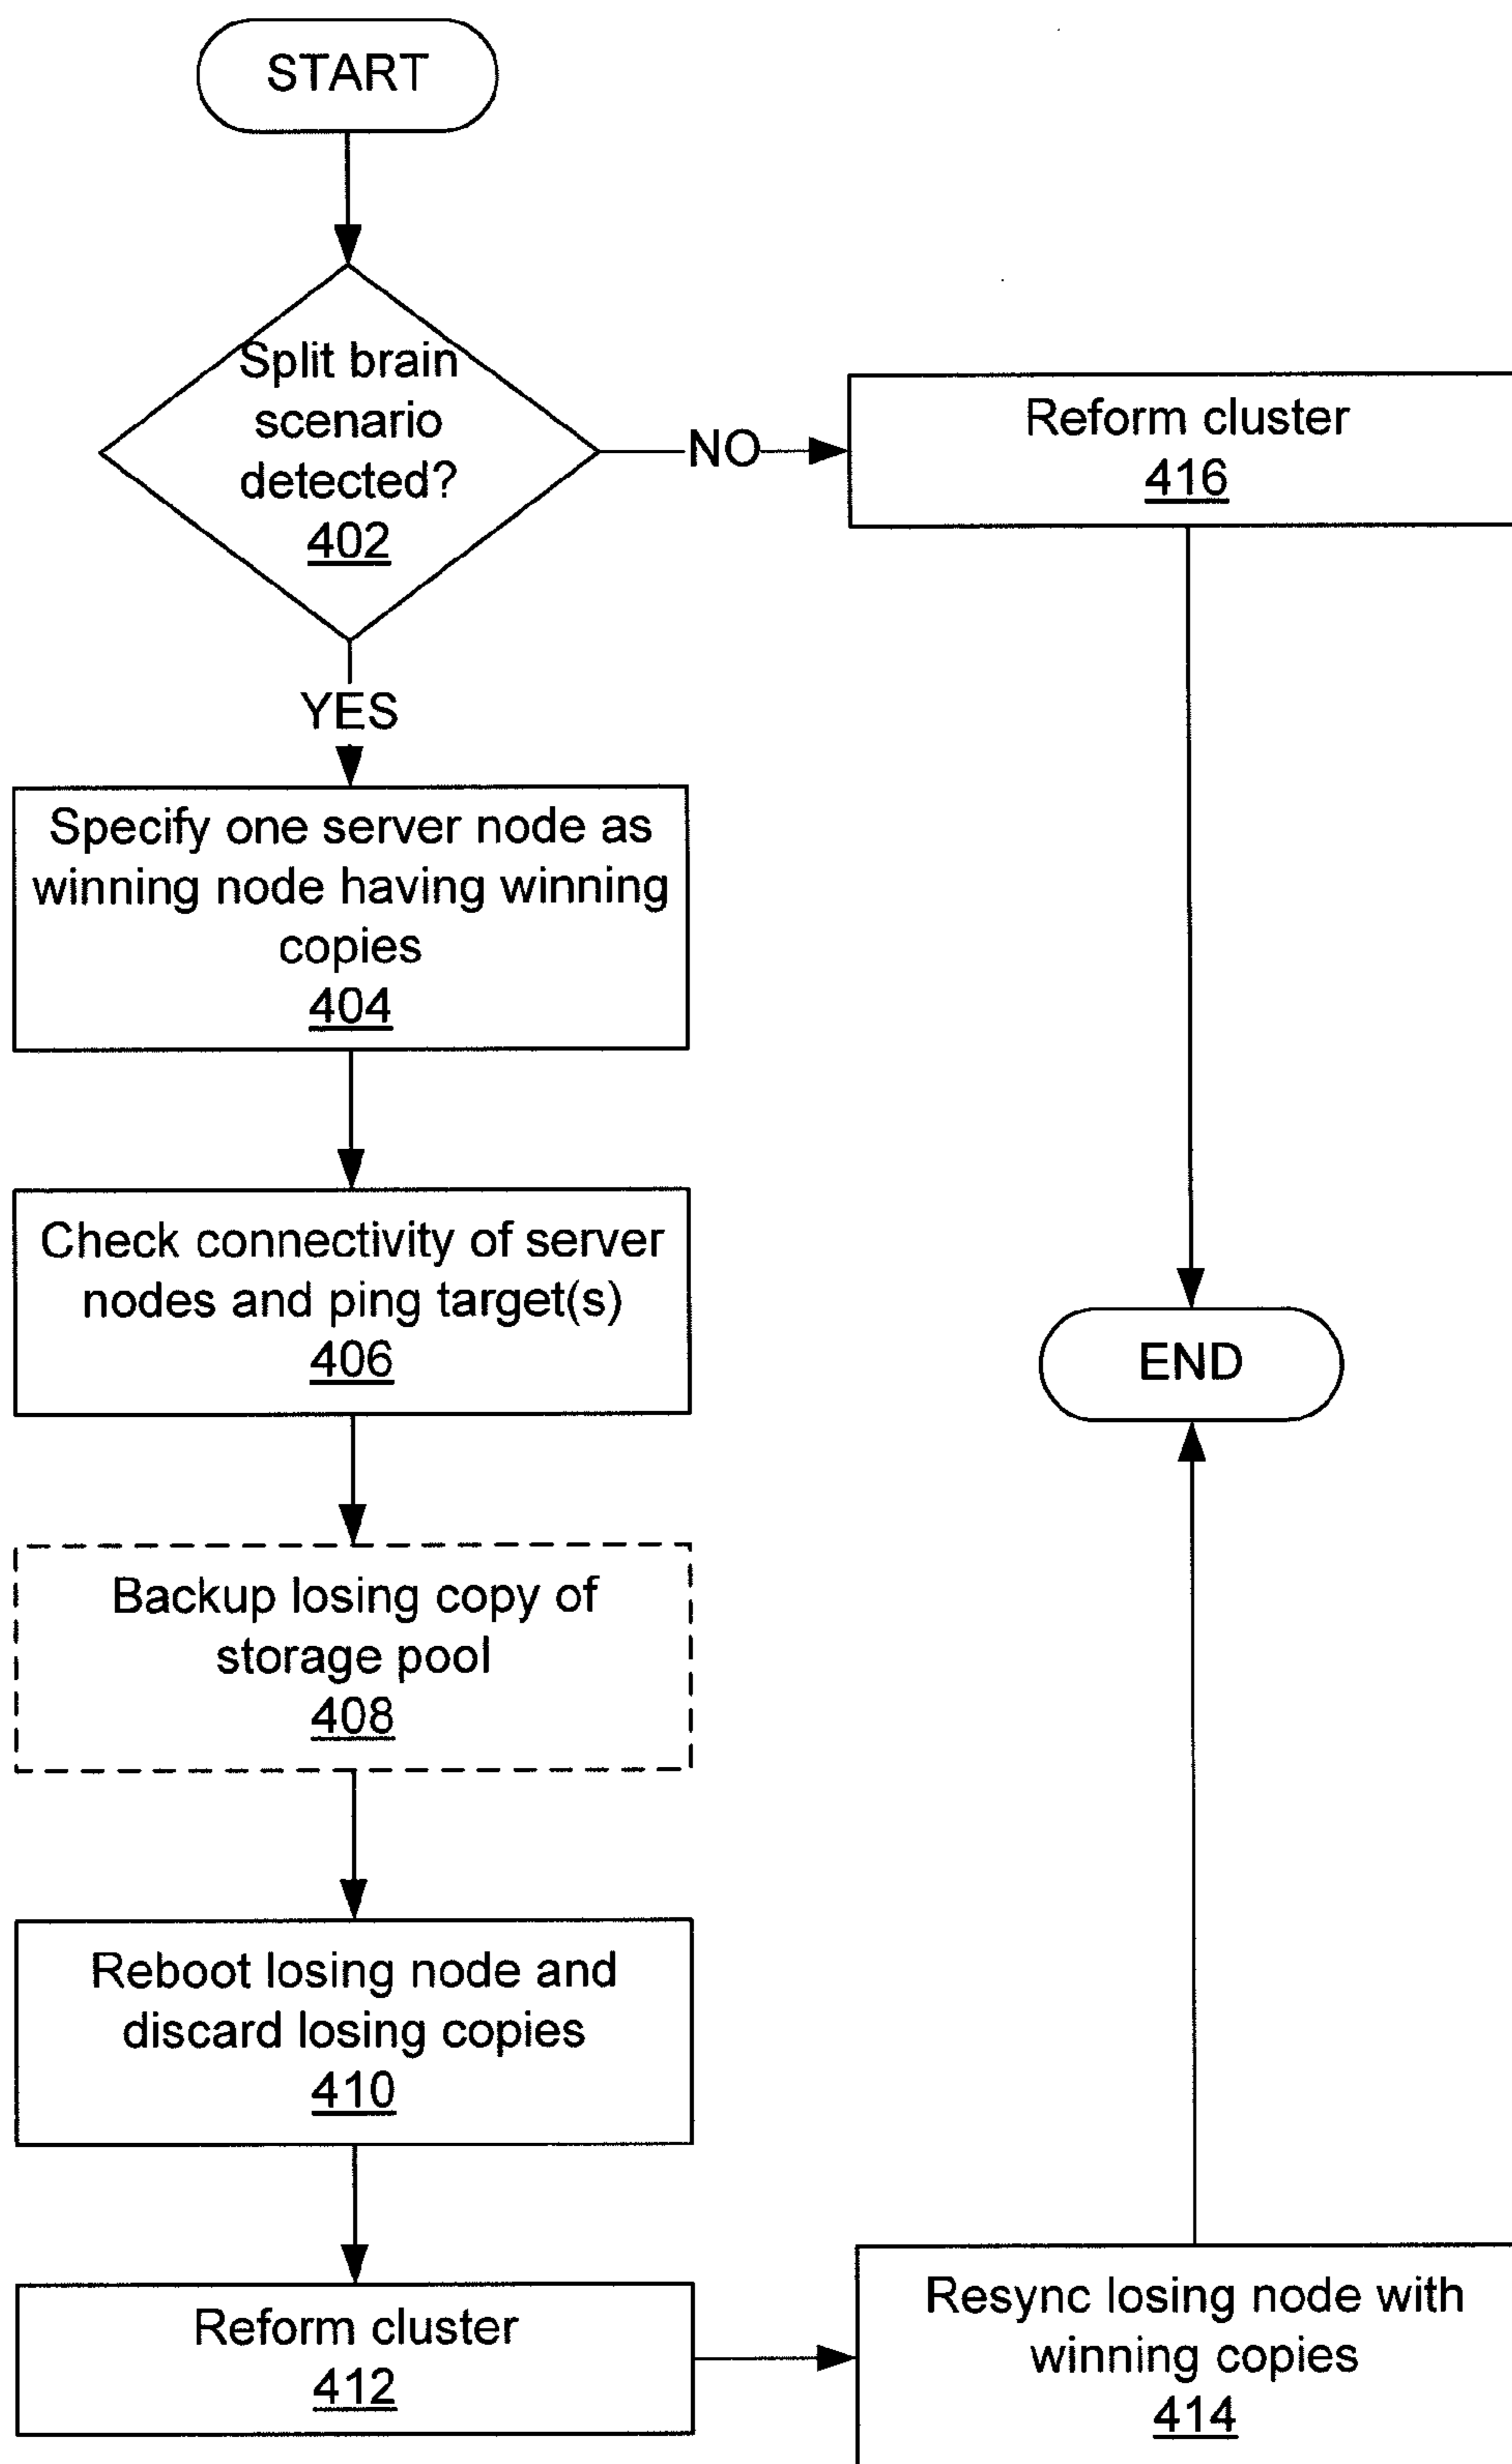 START
Split brain
scenario
detected?
402
NO
Reform cluster
416
YES
Specify one server node as
winning node having winning
copies
404
Check connectivity of server
nodes and ping target(s)
406
END
Backup losing copy of
storage pool
408
Reboot losing node and
discard losing copies
410
Reform cluster
412
Resync losing node with
winning copies
414